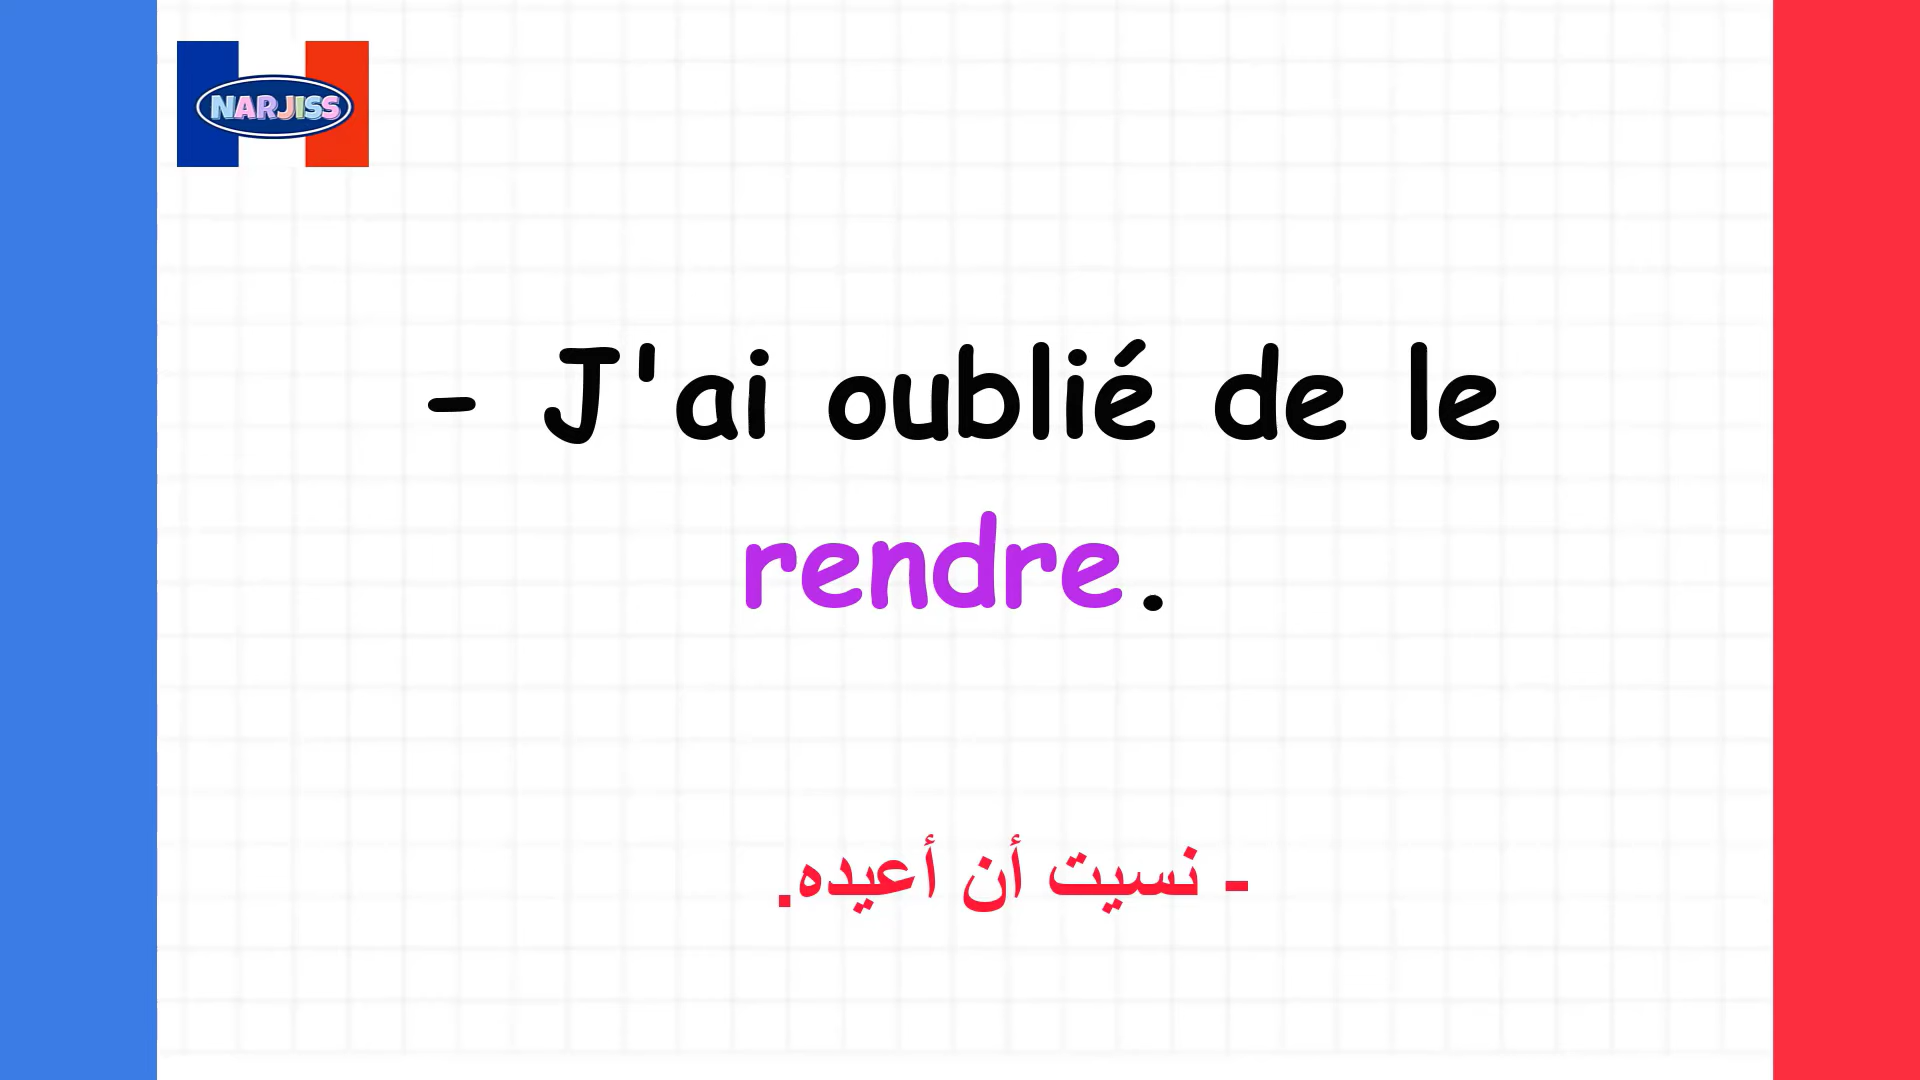 NARJISS
- J'ai oublié de le
rendre.
- نسيت أن أعيده.